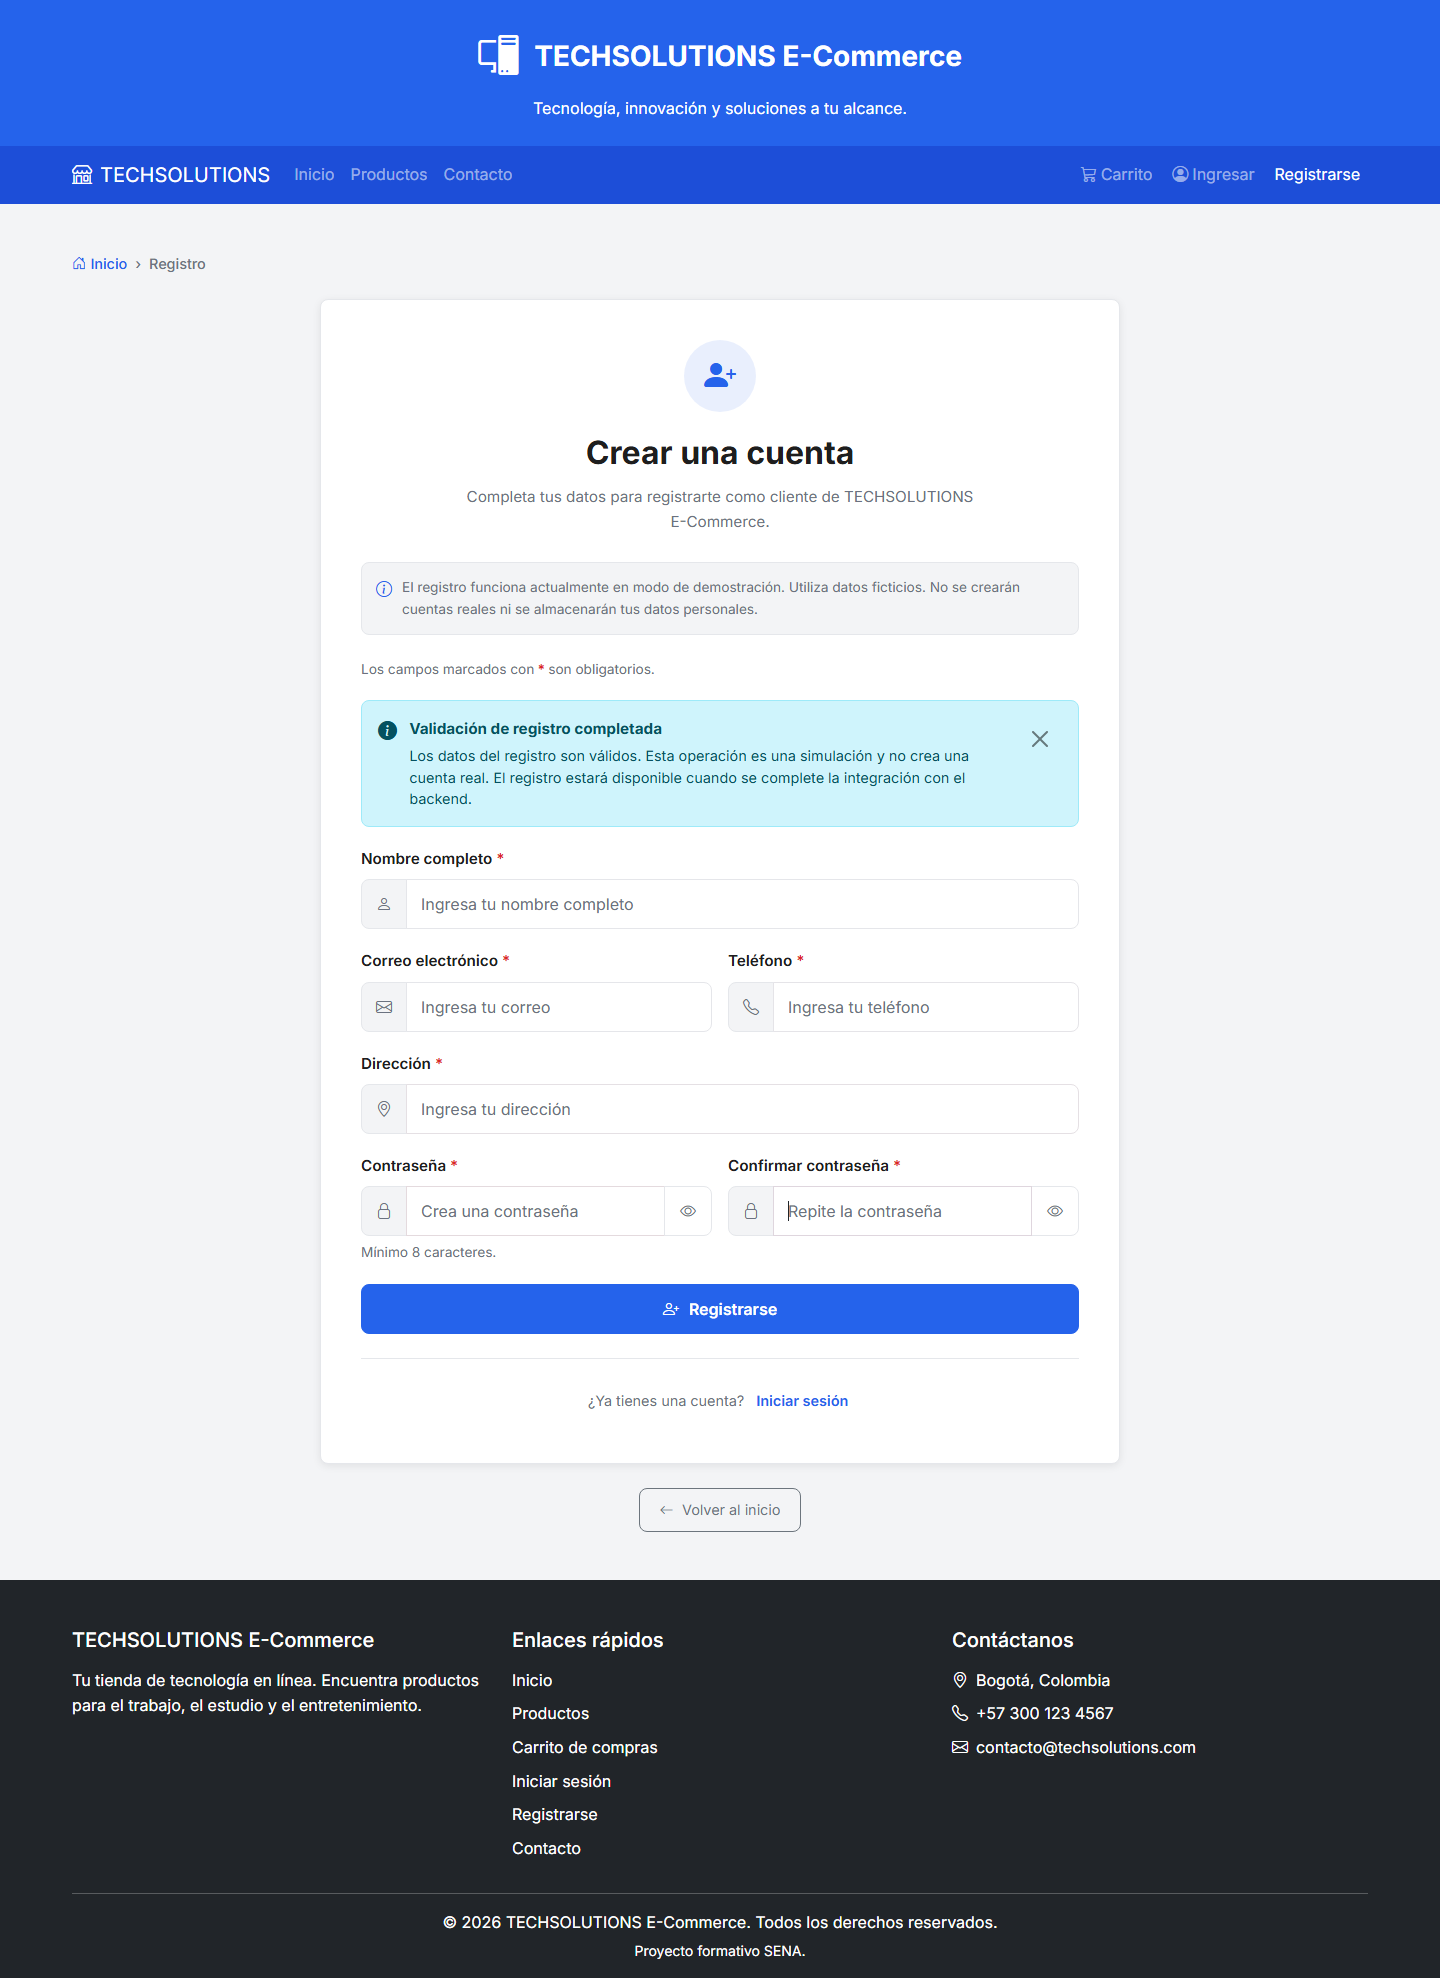 TECHSOLUTIONS E-Commerce
Tecnología, innovación y soluciones a tu alcance.
TECHSOLUTIONS Inicio Productos Contacto Carrito Ingresar Registrarse
Inicio › Registro
Crear una cuenta
Completa tus datos para registrarte como cliente de TECHSOLUTIONS
E-Commerce.
El registro funciona actualmente en modo de demostración. Utiliza datos ficticios. No se crearán
cuentas reales ni se almacenarán tus datos personales.
Los campos marcados con * son obligatorios.
Validación de registro completada
Los datos del registro son válidos. Esta operación es una simulación y no crea una
cuenta real. El registro estará disponible cuando se complete la integración con el
backend.
Nombre completo *
Ingresa tu nombre completo
Correo electrónico * Teléfono *
Ingresa tu correo Ingresa tu teléfono
Dirección *
Ingresa tu dirección
Contraseña * Confirmar contraseña *
Crea una contraseña Repite la contraseña
Mínimo 8 caracteres.
Registrarse
¿Ya tienes una cuenta? Iniciar sesión
← Volver al inicio
TECHSOLUTIONS E-Commerce
Tu tienda de tecnología en línea. Encuentra productos
para el trabajo, el estudio y el entretenimiento.
Enlaces rápidos
Inicio
Productos
Carrito de compras
Iniciar sesión
Registrarse
Contacto
Contáctanos
Bogotá, Colombia
+57 300 123 4567
contacto@techsolutions.com
© 2026 TECHSOLUTIONS E-Commerce. Todos los derechos reservados.
Proyecto formativo SENA.